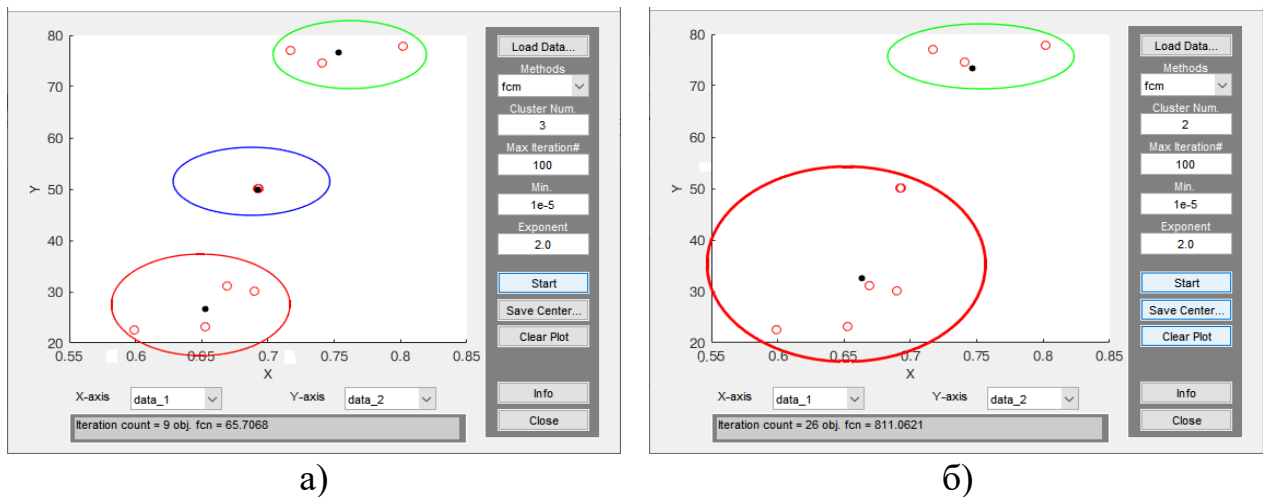 80
70
60
50
40
30
20
0.55
0.6
0.65
0.7
0.75
0.8
0.85
Y
X
X-axis
data_1
Y-axis
data_2
Iteration count = 9 obj. fcn = 65.7068
Load Data...
Methods
fcm
Cluster Num.
3
Max Iteration#
100
Min.
1e-5
Exponent
2.0
Start
Save Center...
Clear Plot
Info
Close
а)
80
70
60
50
40
30
20
0.55
0.6
0.65
0.7
0.75
0.8
0.85
Y
X
X-axis
data_1
Y-axis
data_2
Iteration count = 26 obj. fcn = 811.0621
Load Data...
Methods
fcm
Cluster Num.
2
Max Iteration#
100
Min.
1e-5
Exponent
2.0
Start
Save Center...
Clear Plot
Info
Close
б)